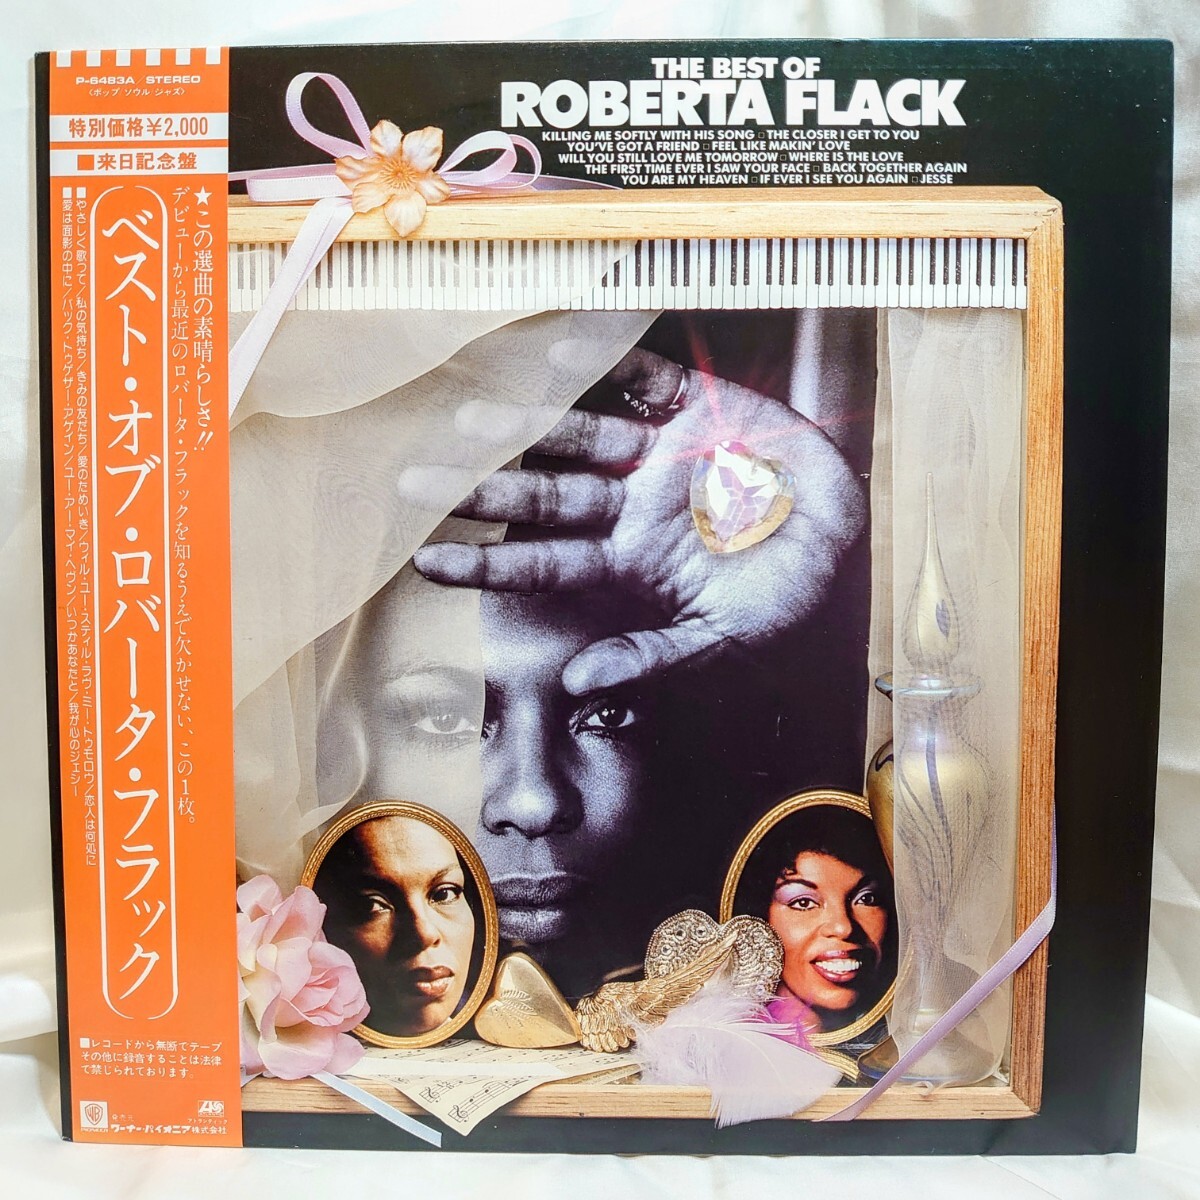 P-6483A/STEREO
〈ポップ ソウル ジャズ〉
特別価格¥2,000
■来日記念盤
ベスト・オブ・ロバータ・フラック
★この選曲の素晴らしさ!!
デビューから最近のロバータ・フラックを知るうえで欠かせない、この1枚。
■やさしく歌って/私の気持ち/きみの友だち/愛のためいき/ウィル・ユー・スティル・ラヴ・ミー・トゥモロウ/恋人は何処に
■愛は面影の中に/バック・トゥゲザー・アゲイン/ユー・アー・マイ・ヘヴン/いつかあなたと/我が心のジェシー
■レコードから無断でテープ
その他に録音することは法律
で禁じられております。
PIONEER
発売元
ワーナー・パイオニア株式会社
アトランティック
THE BEST OF
ROBERTA FLACK
KILLING ME SOFTLY WITH HIS SONG □ THE CLOSER I GET TO YOU
YOU'VE GOT A FRIEND □ FEEL LIKE MAKIN' LOVE
WILL YOU STILL LOVE ME TOMORROW □ WHERE IS THE LOVE
THE FIRST TIME EVER I SAW YOUR FACE □ BACK TOGETHER AGAIN
YOU ARE MY HEAVEN □ IF EVER I SEE YOU AGAIN □ JESSE